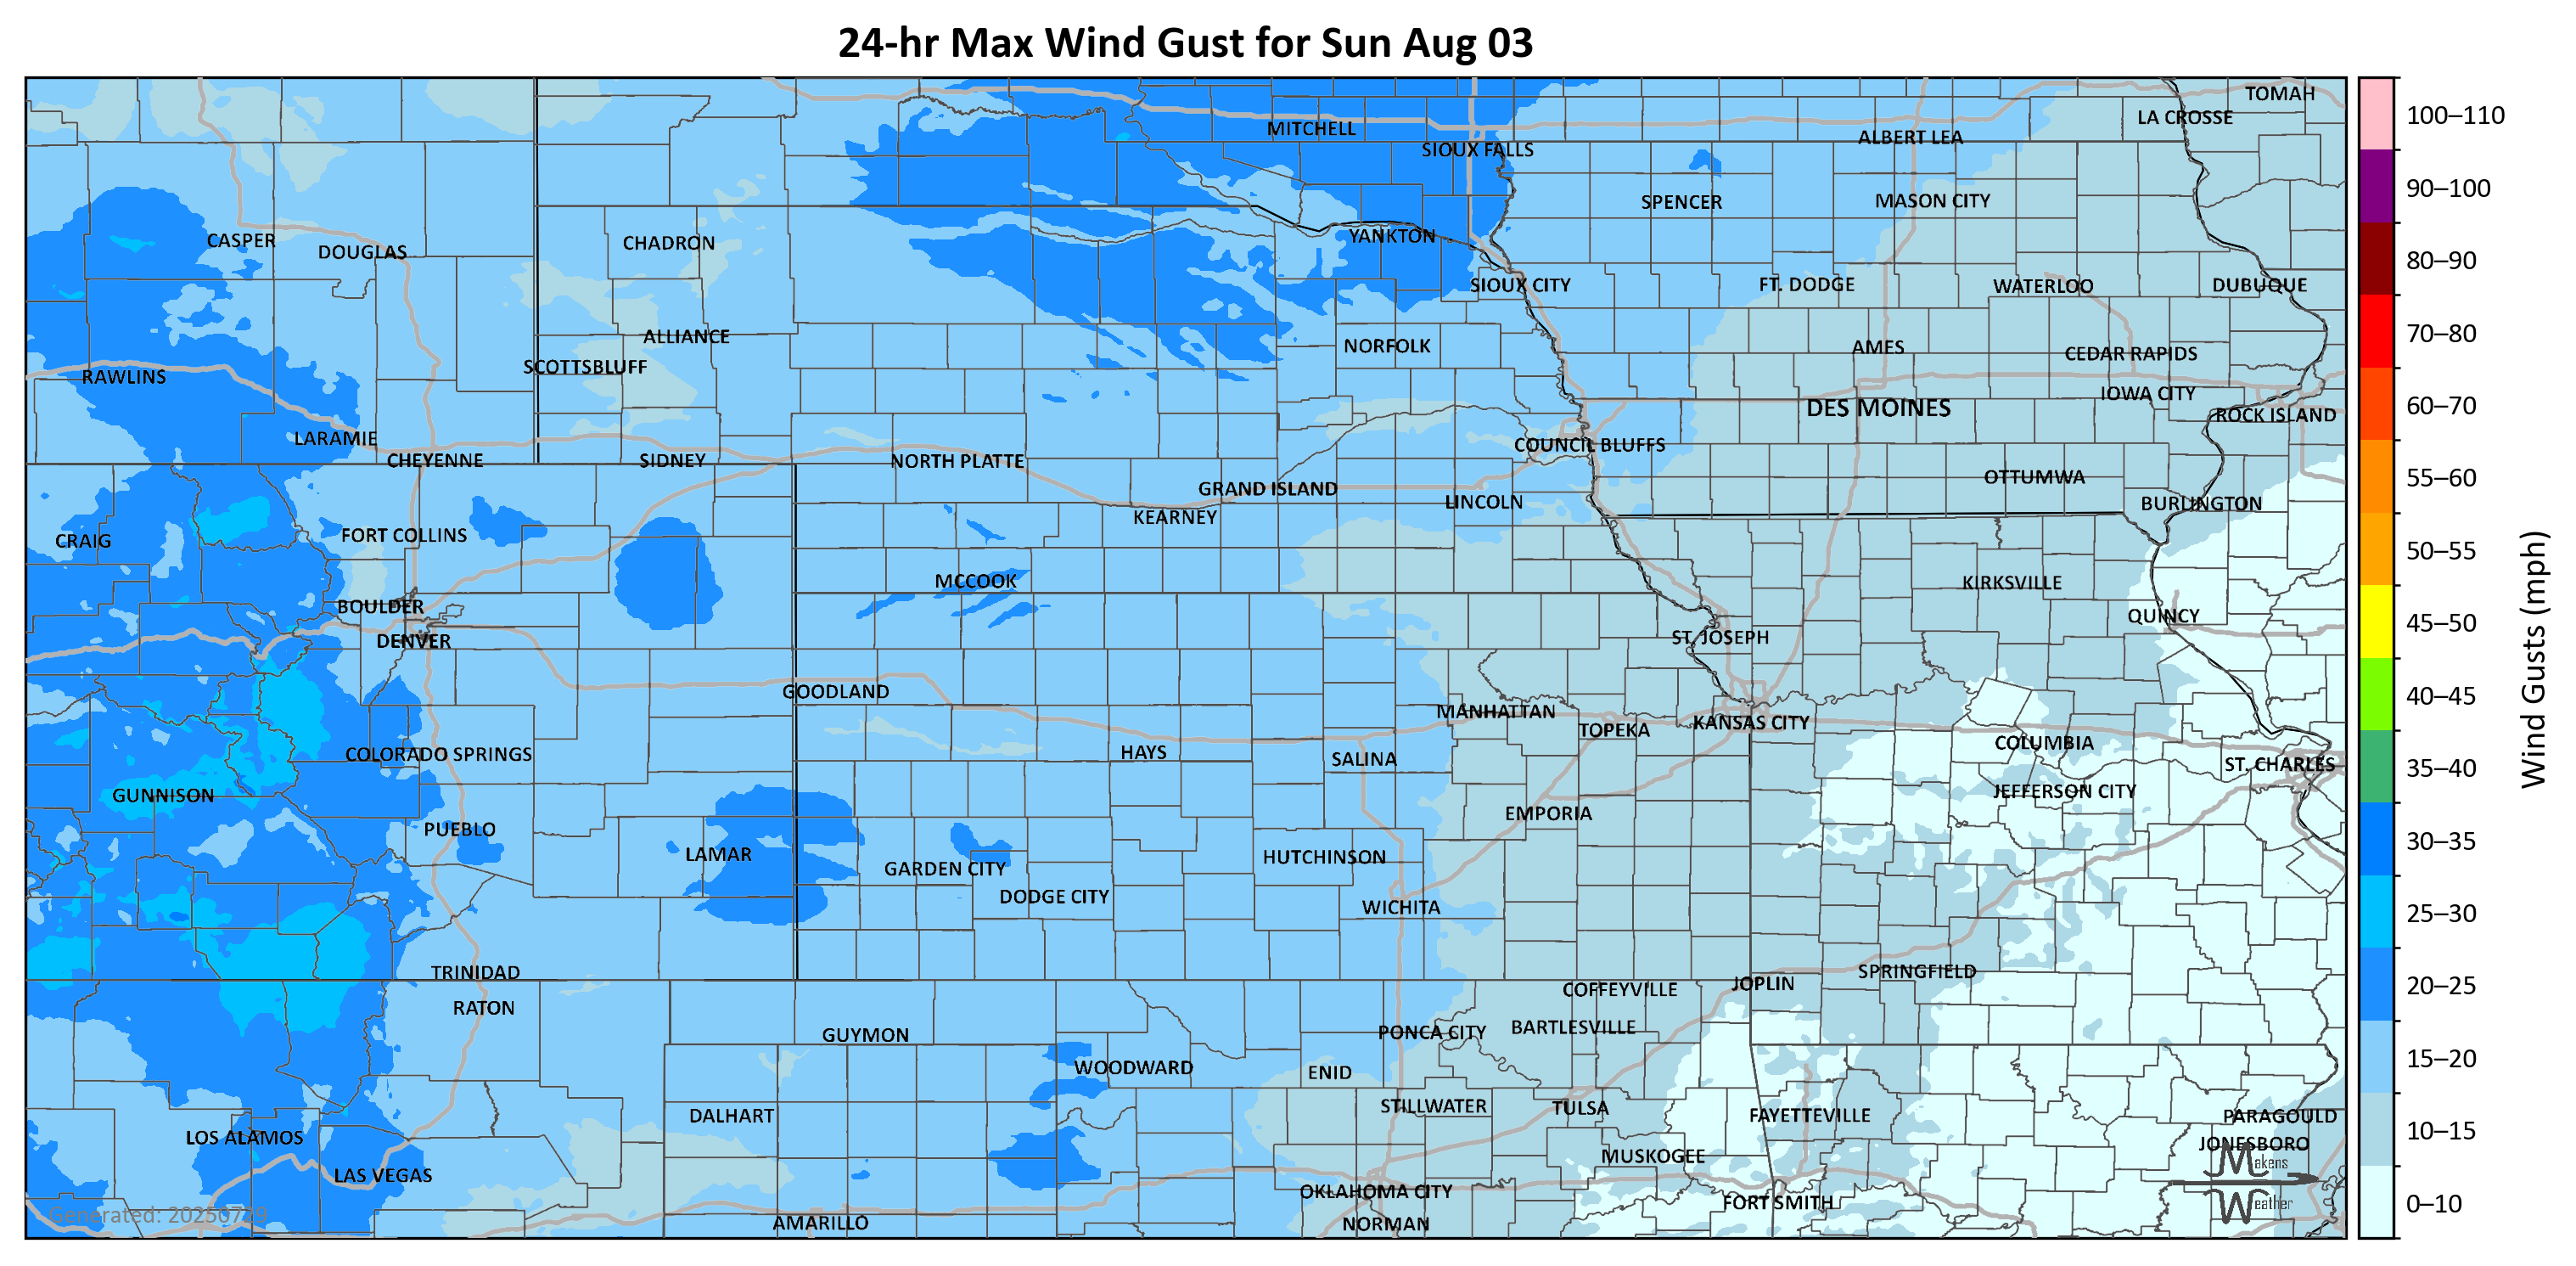 24-hr Max Wind Gust for Sun Aug 03
TOMAH
LA CROSSE
MITCHELL
ALBERT LEA
SIOUX FALLS
SPENCER
MASON CITY
CASPER
DOUGLAS
CHADRON
YANKTON
SIOUX CITY
FT. DODGE
WATERLOO
DUBUQUE
ALLIANCE
NORFOLK
AMES
CEDAR RAPIDS
SCOTTSBLUFF
RAWLINS
IOWA CITY
DES MOINES
ROCK ISLAND
LARAMIE
COUNCIL BLUFFS
CHEYENNE
SIDNEY
NORTH PLATTE
OTTUMWA
GRAND ISLAND
LINCOLN
BURLINGTON
KEARNEY
FORT COLLINS
CRAIG
MCCOOK
KIRKSVILLE
BOULDER
QUINCY
DENVER
ST. JOSEPH
GOODLAND
MANHATTAN
TOPEKA
KANSAS CITY
COLUMBIA
COLORADO SPRINGS
HAYS
SALINA
ST. CHARLES
GUNNISON
JEFFERSON CITY
EMPORIA
PUEBLO
LAMAR
HUTCHINSON
GARDEN CITY
DODGE CITY
WICHITA
TRINIDAD
SPRINGFIELD
JOPLIN
COFFEYVILLE
RATON
GUYMON
PONCA CITY
BARTLESVILLE
WOODWARD
ENID
DALHART
STILLWATER
TULSA
FAYETTEVILLE
PARAGOULD
LOS ALAMOS
JONESBORO
MUSKOGEE
LAS VEGAS
OKLAHOMA CITY
FORT SMITH
AMARILLO
NORMAN
Makens
Weather
Generated: 20250729
100–110
90–100
80–90
70–80
60–70
55–60
50–55
45–50
40–45
35–40
30–35
25–30
20–25
15–20
10–15
0–10
Wind Gusts (mph)